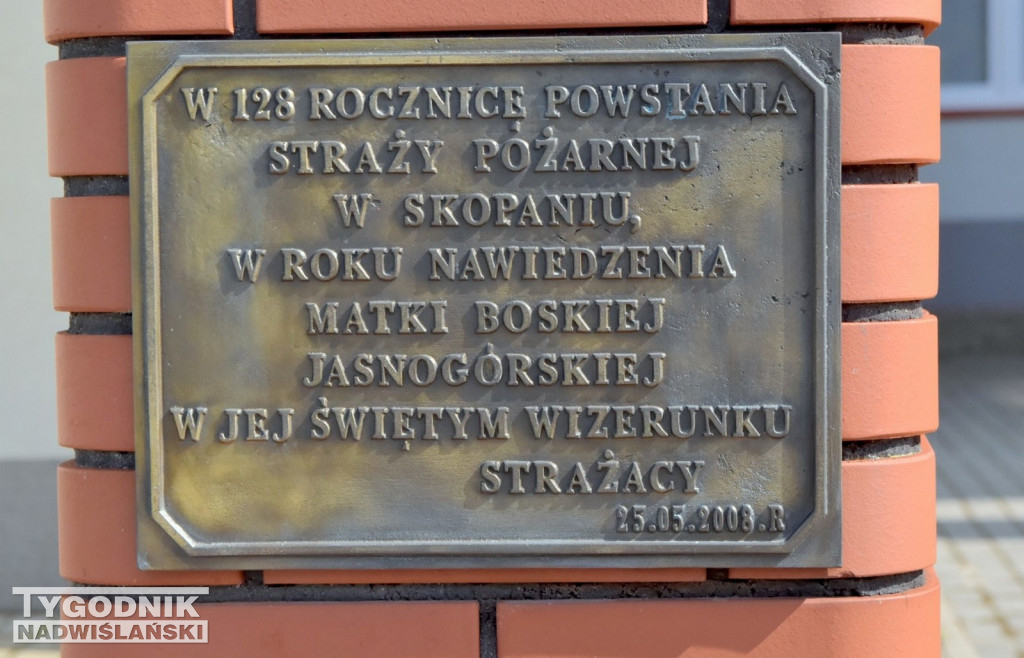 W 128 ROCZNICĘ POWSTANIA
STRAŻY POŻARNEJ
W SKOPANIU,
W ROKU NAWIEDZENIA
MATKI BOSKIEJ
JASNOGÓRSKIEJ
W JEJ ŚWIĘTYM WIZERUNKU
STRAŻACY
25.05.2008.R
TYGODNIK
NADWIŚLAŃSKI